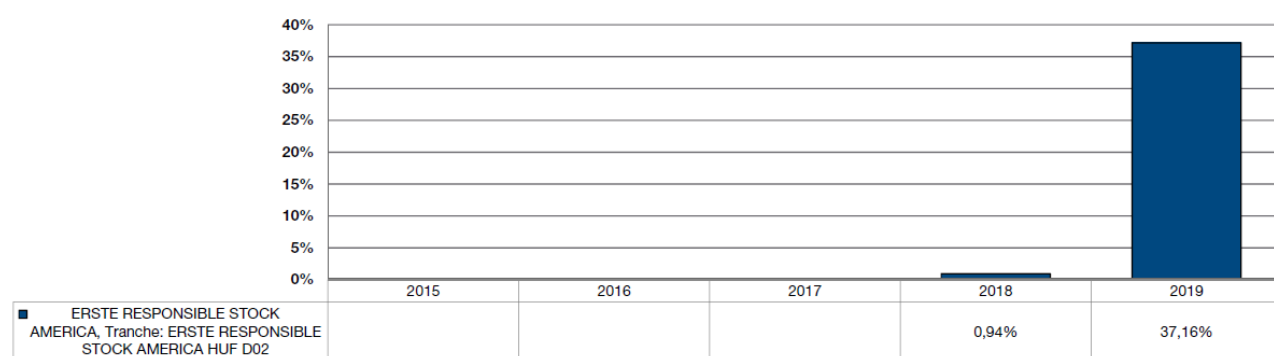 40%
35%
30%
25%
20%
15%
10%
5%
0%
2015 2016 2017 2018 2019
ERSTE RESPONSIBLE STOCK
AMERICA, Tranche: ERSTE RESPONSIBLE
STOCK AMERICA HUF D02
0,94% 37,16%